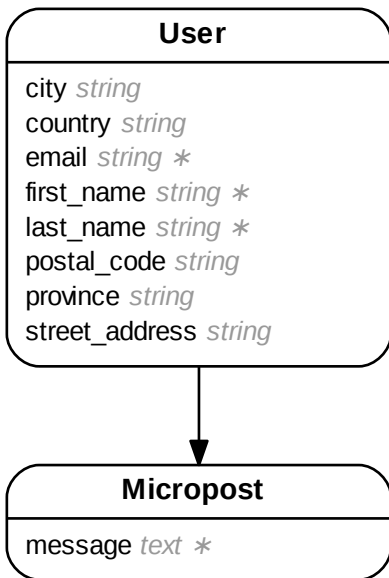 User
city string
country string
email string ∗
first_name string ∗
last_name string ∗
postal_code string
province string
street_address string
Micropost
message text ∗